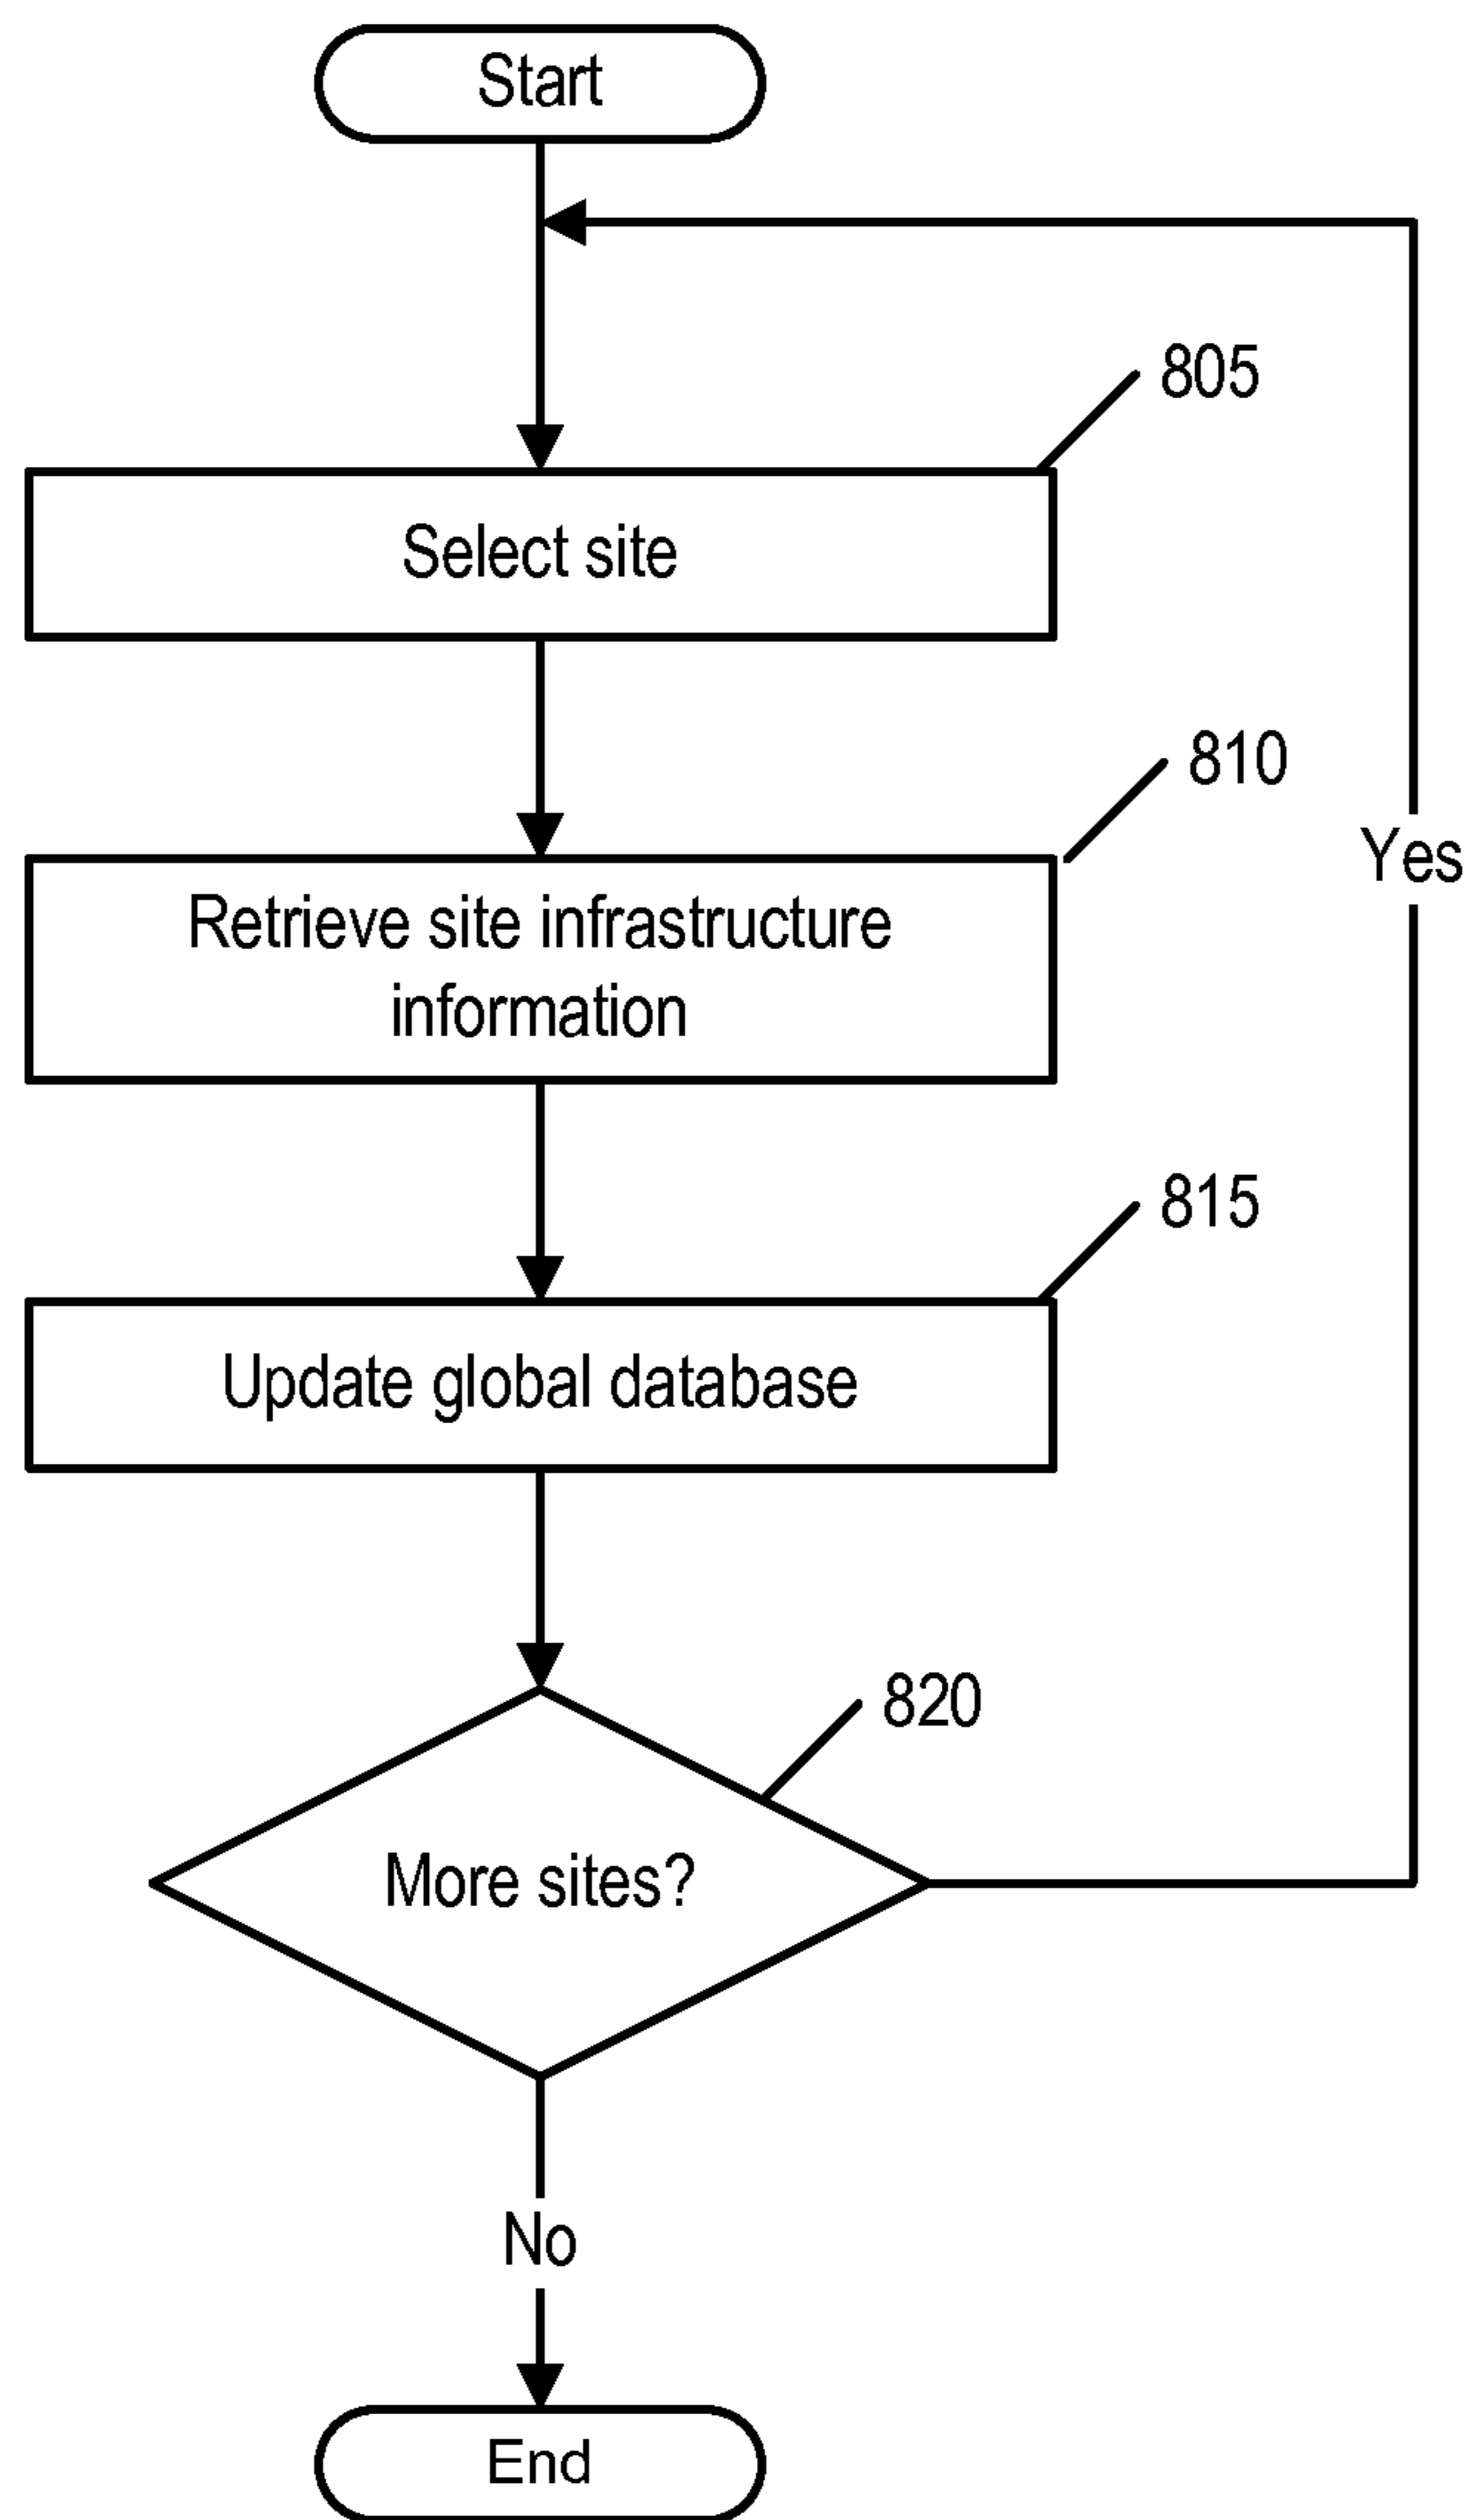 Start
805
Select site
810
Yes
Retrieve site infrastructure
information
815
Update global database
820
More sites?
No
End